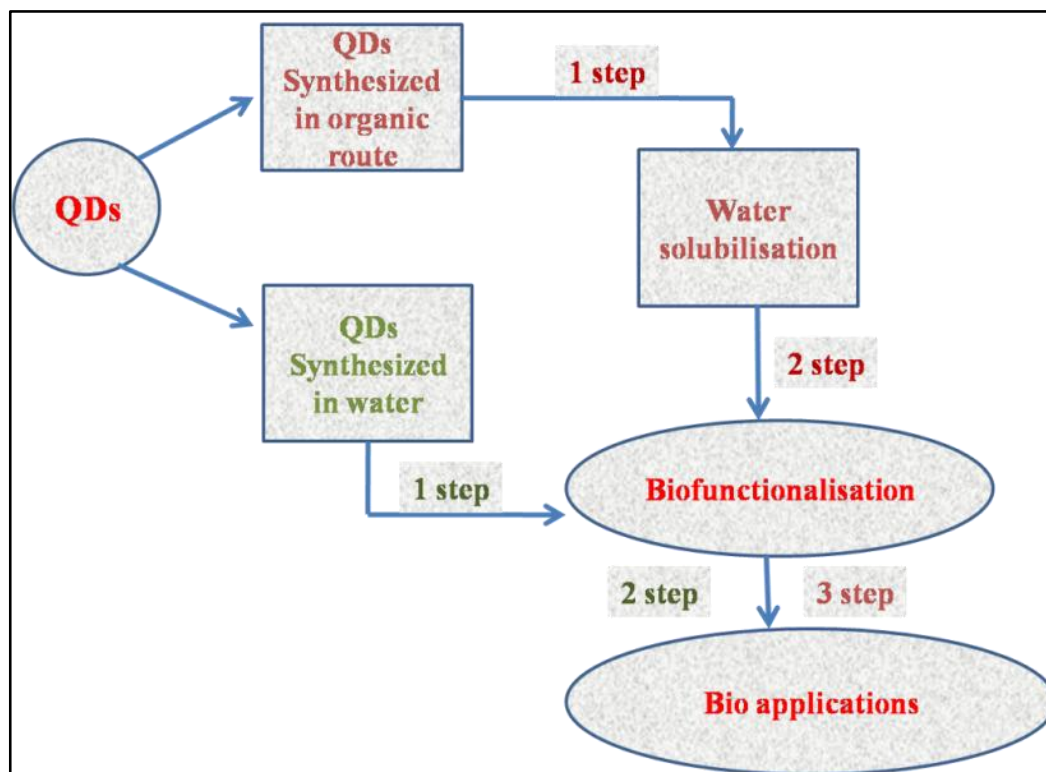 QDs
QDs
Synthesized
in organic
route
1 step
Water
solubilisation
QDs
Synthesized
in water
2 step
1 step
Biofunctionalisation
2 step
3 step
Bio applications